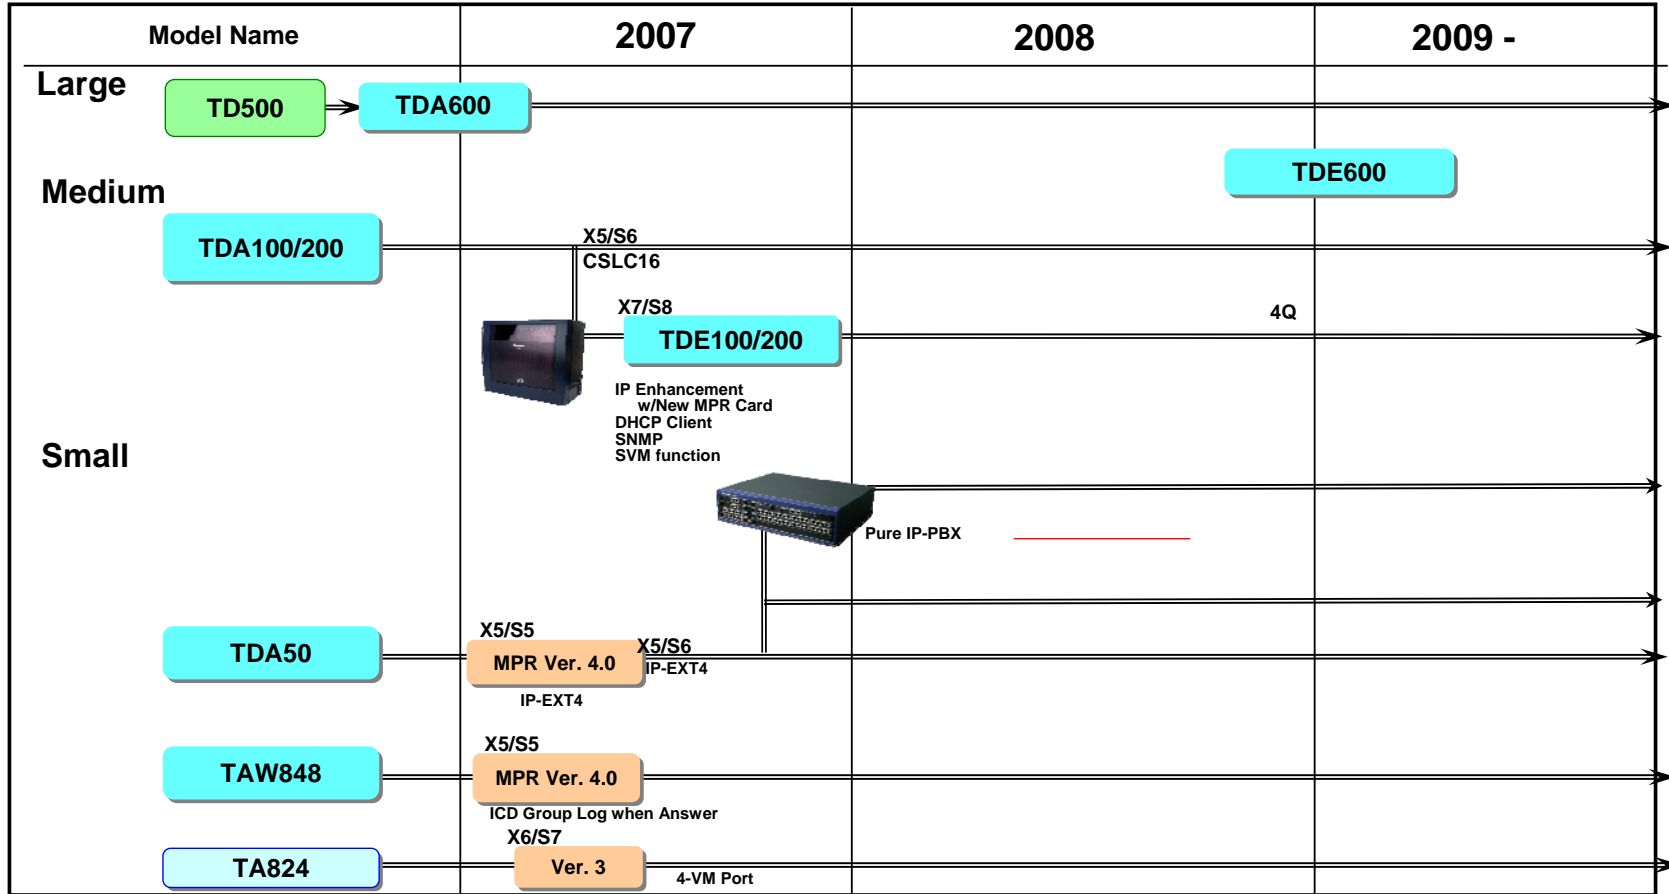 Model Name 2007 2008 2009 -
Large
TD500 TDA600
TDE600
Medium
TDA100/200
X5/S6
CSLC16
X7/S8
4Q
TDE100/200
IP Enhancement
w/New MPR Card
DHCP Client
SNMP
SVM function
Small
Pure IP-PBX
X5/S5
TDA50
MPR Ver. 4.0
X5/S6
IP-EXT4
IP-EXT4
X5/S5
TAW848
MPR Ver. 4.0
ICD Group Log when Answer
X6/S7
TA824
Ver. 3
4-VM Port